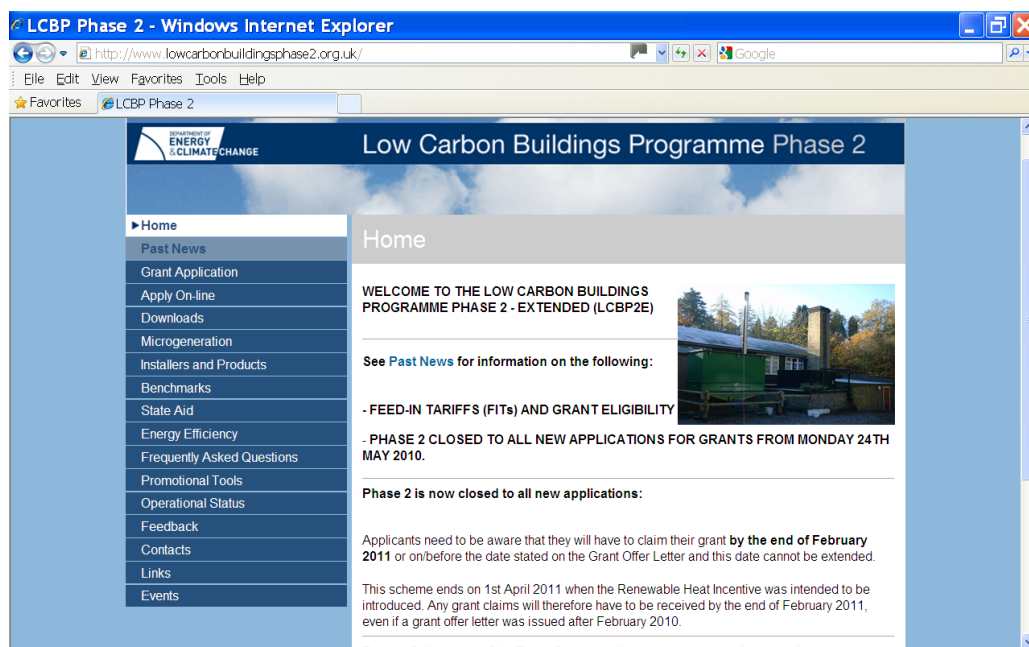 LCBP Phase 2 - Windows Internet Explorer
http://www.lowcarbonbuildingsphase2.org.uk/
Google
File Edit View Favorites Tools Help
Favorites
LCBP Phase 2
DEPARTMENT OF
ENERGY
& CLIMATE CHANGE
Low Carbon Buildings Programme Phase 2
Home
Past News
Grant Application
Apply On-line
Downloads
Microgeneration
Installers and Products
Benchmarks
State Aid
Energy Efficiency
Frequently Asked Questions
Promotional Tools
Operational Status
Feedback
Contacts
Links
Events
Home
WELCOME TO THE LOW CARBON BUILDINGS
PROGRAMME PHASE 2 - EXTENDED (LCBP2E)
See Past News for information on the following:
- FEED-IN TARIFFS (FITs) AND GRANT ELIGIBILITY
- PHASE 2 CLOSED TO ALL NEW APPLICATIONS FOR GRANTS FROM MONDAY 24TH
MAY 2010.
Phase 2 is now closed to all new applications:
Applicants need to be aware that they will have to claim their grant by the end of February
2011 or on/before the date stated on the Grant Offer Letter and this date cannot be extended.
This scheme ends on 1st April 2011 when the Renewable Heat Incentive was intended to be
introduced. Any grant claims will therefore have to be received by the end of February 2011,
even if a grant offer letter was issued after February 2010.